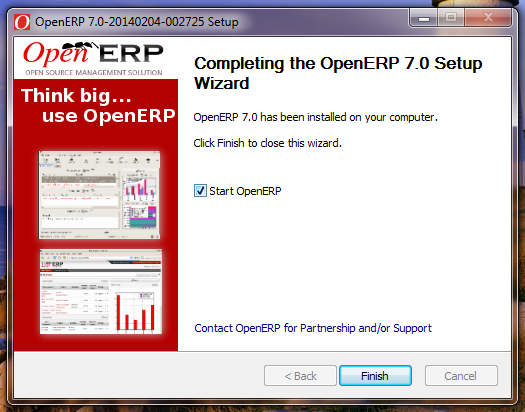 OpenERP 7.0-20140204-002725 Setup
Open ERP
OPEN SOURCE MANAGEMENT SOLUTION
Think big...
use OpenERP
Completing the OpenERP 7.0 Setup
Wizard
OpenERP 7.0 has been installed on your computer.
Click Finish to close this wizard.
Start OpenERP
Contact OpenERP for Partnership and/or Support
< Back
Finish
Cancel